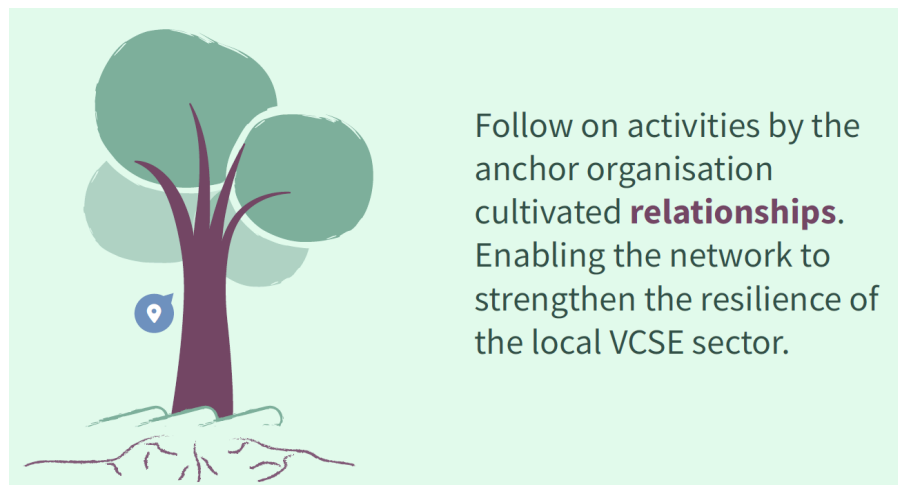 Follow on activities by the
anchor organisation
cultivated relationships.
Enabling the network to
strengthen the resilience of
the local VCSE sector.